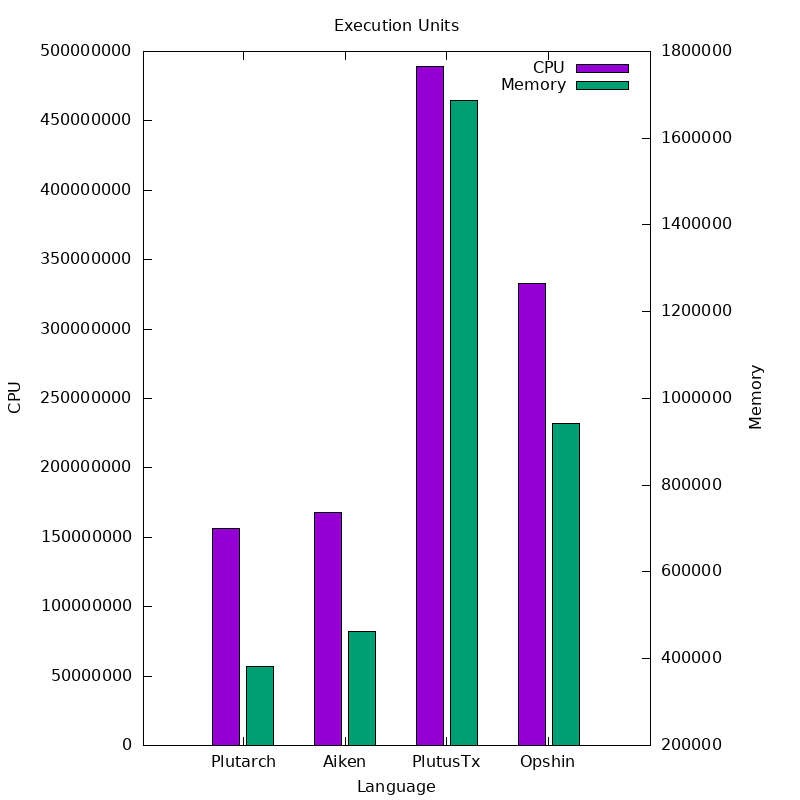 Execution Units
500000000
450000000
400000000
350000000
300000000
250000000
200000000
150000000
100000000
50000000
0
CPU
CPU
Memory
1800000
1600000
1400000
1200000
1000000
800000
600000
400000
200000
Memory
Plutarch Aiken PlutusTx Opshin
Language